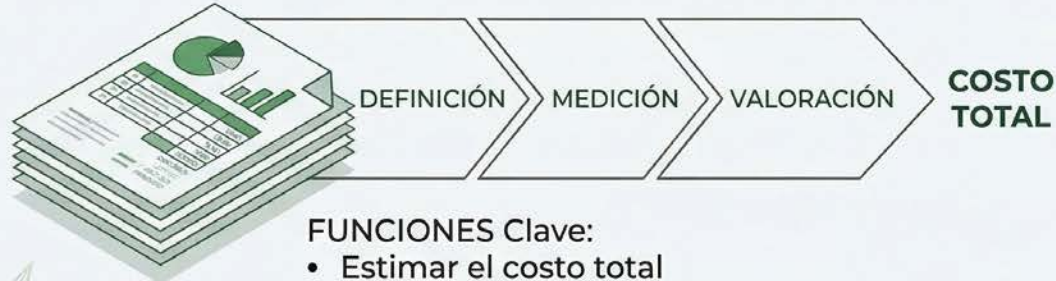 DEFINICIÓN
MEDICIÓN
VALORACIÓN
COSTO
TOTAL
FUNCIONES Clave:
• Estimar el costo total